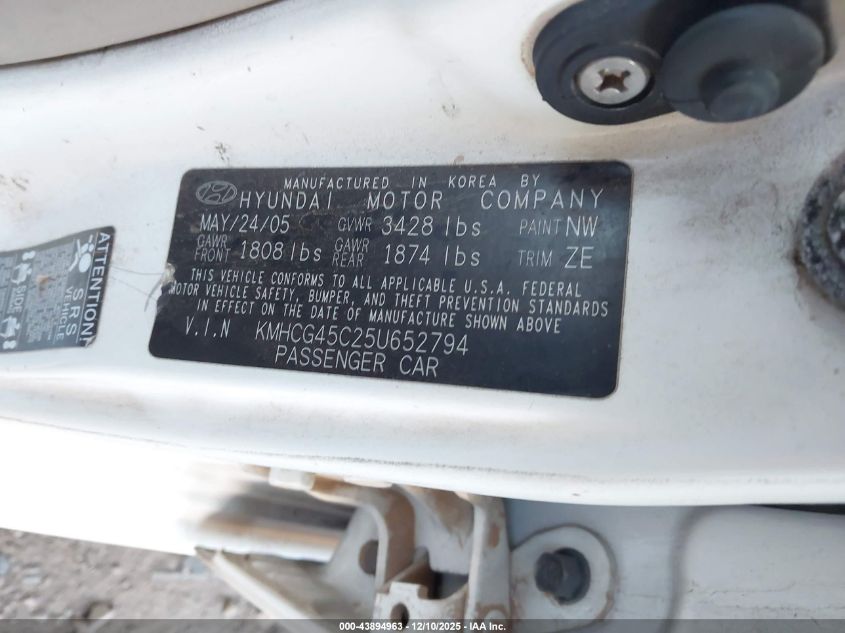 MANUFACTURED IN KOREA BY
HYUNDAI MOTOR COMPANY
MAY/24/05 GVWR 3428 lbs PAINT NW
GAWR FRONT 1808 lbs GAWR REAR 1874 lbs TRIM ZE
THIS VEHICLE CONFORMS TO ALL APPLICABLE U.S.A. FEDERAL
MOTOR VEHICLE SAFETY, BUMPER, AND THEFT PREVENTION STANDARDS
IN EFFECT ON THE DATE OF MANUFACTURE SHOWN ABOVE
V.I.N KMHCG45C25U652794
PASSENGER CAR
ATTENTION!
SRS
VEHICLE
SIDE
000-43894963 - 12/10/2025 - IAA Inc.